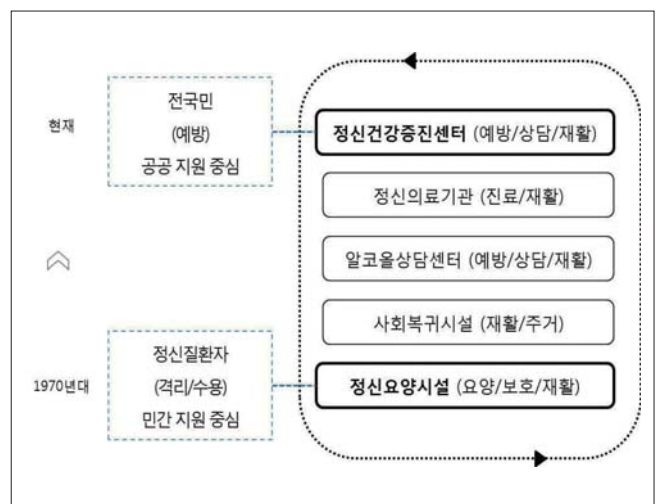 현재
전국민
(예방)
공공 지원 중심
정신건강증진센터 (예방/상담/재활)
정신의료기관 (진료/재활)
알코올상담센터 (예방/상담/재활)
사회복귀시설 (재활/주거)
1970년대
정신질환자
(격리/수용)
민간 지원 중심
정신요양시설 (요양/보호/재활)